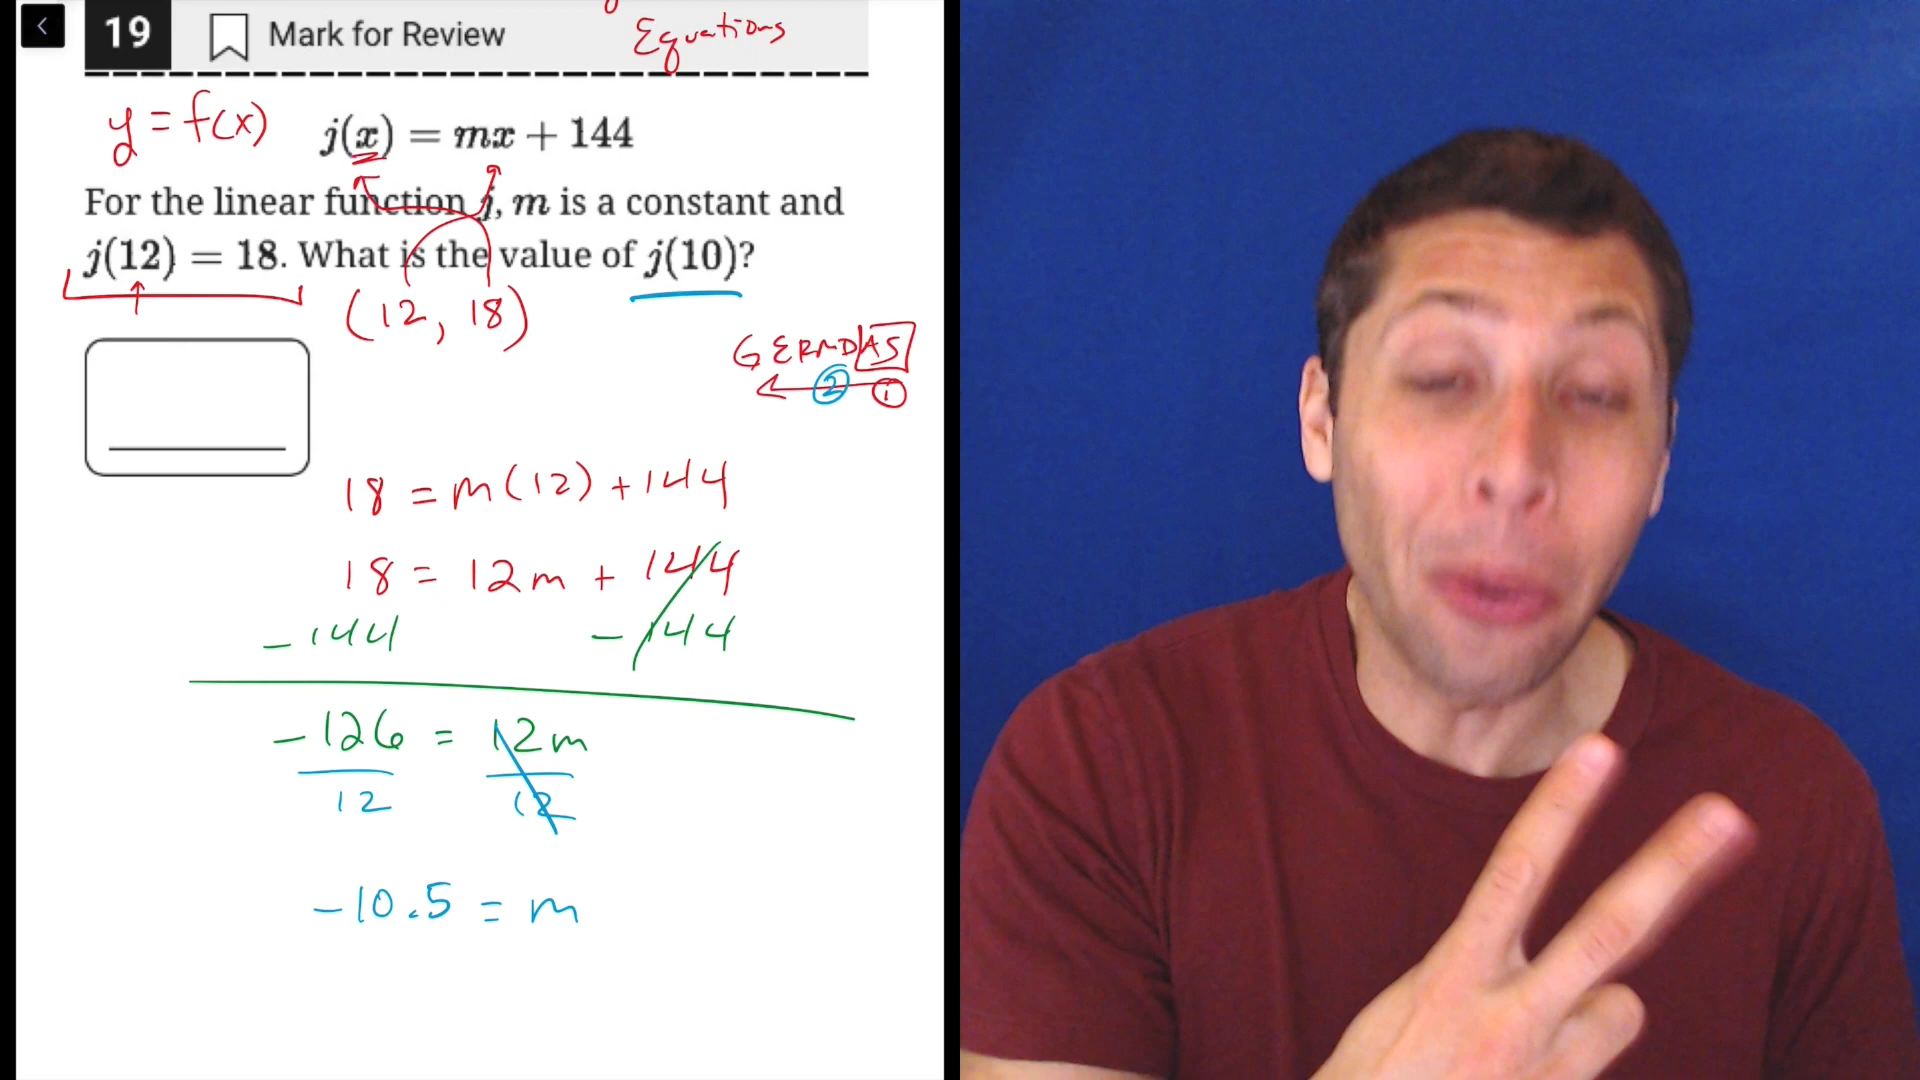 19 Mark for Review
Equations
y = f(x)
j(x) = mx + 144
For the linear function j, m is a constant and
j(12) = 18. What is the value of j(10)?
(12, 18)
GERMDAS
2 1
18 = m(12) + 144
18 = 12m + 144
-144 -144
-126 = 12m
12 12
-10.5 = m